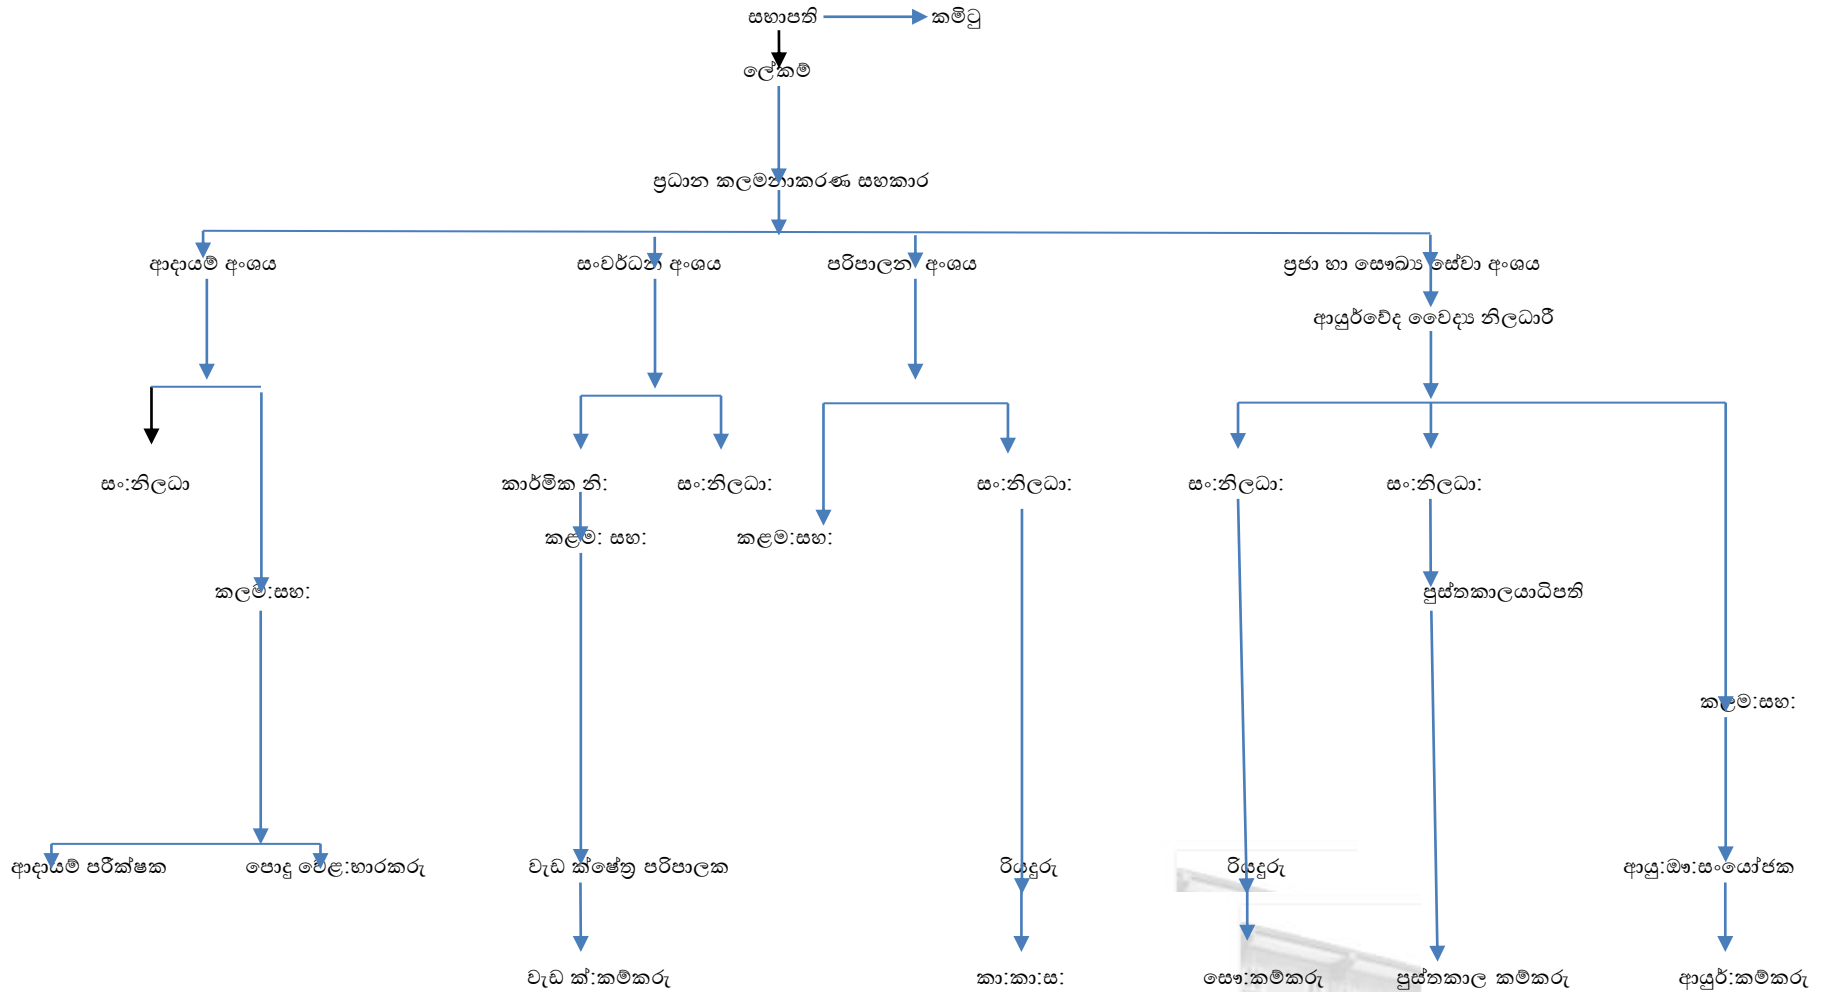 සභාපති කමිටු
ලේකම්
ප්‍රධාන කලමනාකරණ සහකාර
ආදායම් අංශය සංවර්ධන අංශය පරිපාලන අංශය ප්‍රජා හා සෞඛ්‍ය සේවා අංශය
ආයුර්වේද වෛද්‍ය නිලධාරී
සං:නිලධා කාර්මික නි: සං:නිලධා: සං:නිලධා: සං:නිලධා: සං:නිලධා:
කළම: සහ: කළම:සහ:
කලම:සහ: පුස්තකාලයාධිපති
කළම:සහ:
ආදායම් පරීක්ෂක පොදු වෙළ:භාරකරු වැඩ ක්ෂේත්‍ර පරිපාලක රියදුරු රියදුරු ආයු:ඖ:සංයෝජක
වැඩ ක්:කම්කරු කා:කා:ස: සෞ:කම්කරු පුස්තකාල කම්කරු ආයුර්:කම්කරු